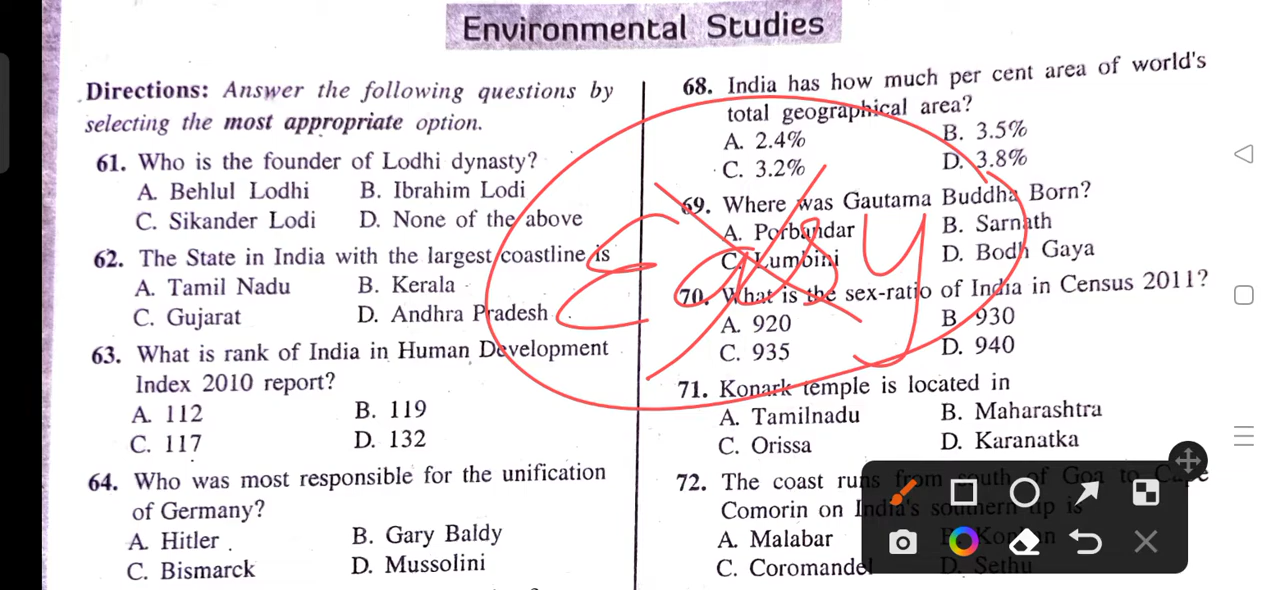 Environmental Studies
Directions: Answer the following questions by
selecting the most appropriate option.
61. Who is the founder of Lodhi dynasty?
A. Behlul Lodhi B. Ibrahim Lodi
C. Sikander Lodi D. None of the above
62. The State in India with the largest coastline is
A. Tamil Nadu B. Kerala
C. Gujarat D. Andhra Pradesh
63. What is rank of India in Human Development
Index 2010 report?
A. 112 B. 119
C. 117 D. 132
64. Who was most responsible for the unification
of Germany?
A. Hitler B. Gary Baldy
C. Bismarck D. Mussolini
68. India has how much per cent area of world's
total geographical area?
A. 2.4% B. 3.5%
C. 3.2% D. 3.8%
69. Where was Gautama Buddha Born?
A. Porbundar B. Sarnath
C. Lumbini D. Bodh Gaya
70. What is the sex-ratio of India in Census 2011?
A. 920 B. 930
C. 935 D. 940
71. Konark temple is located in
A. Tamilnadu B. Maharashtra
C. Orissa D. Karanatka
72. The coast runs from south of Goa to Cape
Comorin on India's southern tip is
A. Malabar B. Konkan
C. Coromandel D. Sethu
Easy